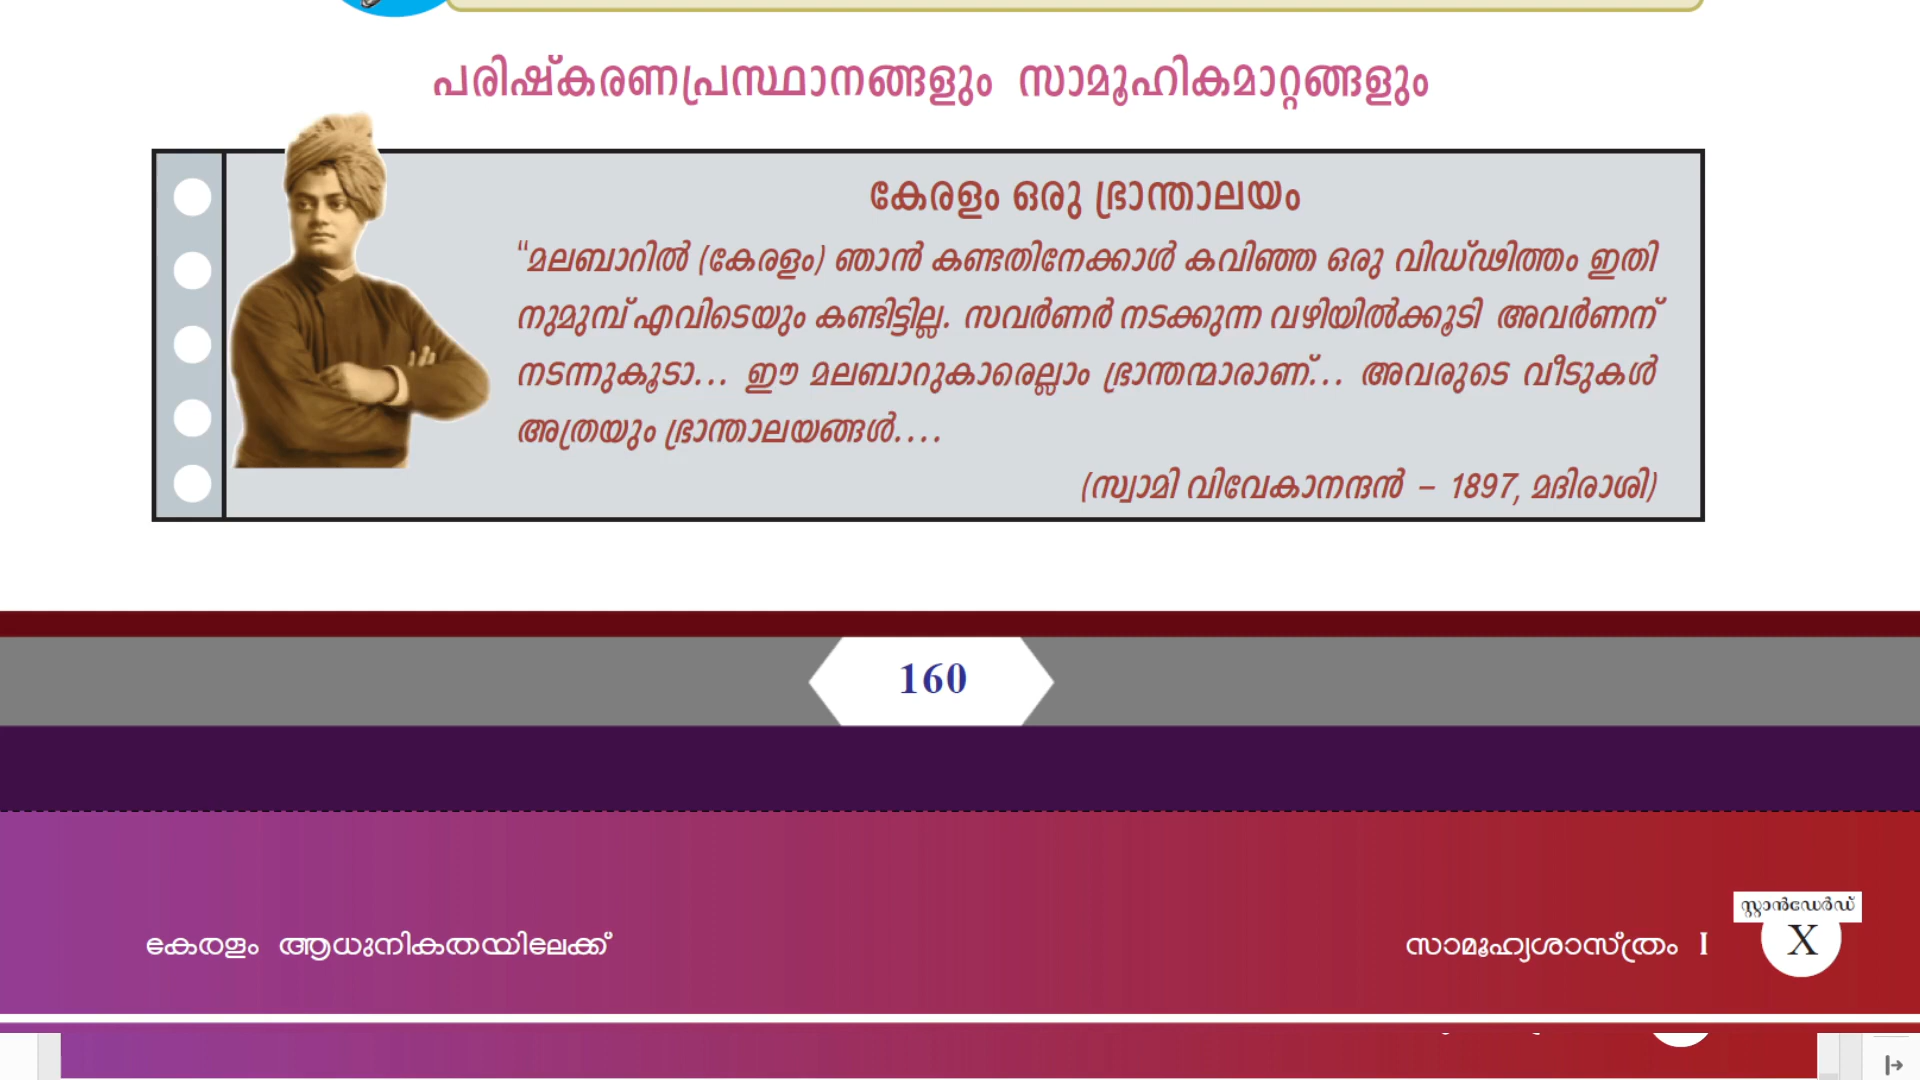 പരിഷ്കരണപ്രസ്ഥാനങ്ങളും സാമൂഹികമാറ്റങ്ങളും
കേരളം ഒരു ഭ്രാന്താലയം
“മലബാറിൽ (കേരളം) ഞാൻ കണ്ടതിനേക്കാൾ കവിഞ്ഞ ഒരു വിഡ്ഢിത്തം ഇതി
നുമുമ്പ് എവിടെയും കണ്ടിട്ടില്ല. സവർണർ നടക്കുന്ന വഴിയിൽക്കൂടി അവർണന്
നടന്നുകൂടാ... ഈ മലബാറുകാരെല്ലാം ഭ്രാന്തന്മാരാണ്... അവരുടെ വീടുകൾ
അത്രയും ഭ്രാന്താലയങ്ങൾ....
(സ്വാമി വിവേകാനന്ദൻ – 1897, മദിരാശി)
160
സ്റ്റാൻഡേർഡ്
കേരളം ആധുനികതയിലേക്ക് സാമൂഹ്യശാസ്ത്രം I X